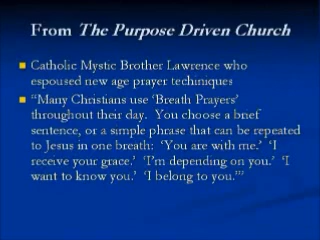 From The Purpose Driven Church
Catholic Mystic Brother Lawrence who
espoused new age prayer techniques
"Many Christians use 'Breath Prayers'
throughout their day. You choose a brief
sentence, or a simple phrase that can be repeated
to Jesus in one breath: 'You are with me.' 'I
receive your grace.' 'I'm depending on you.' 'I
want to know you.' 'I belong to you.'"